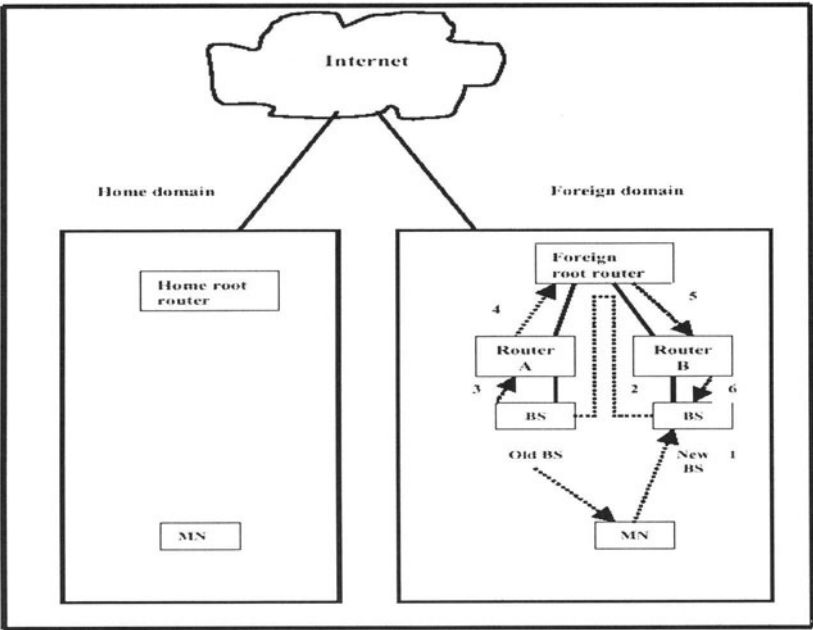 Internet
Home domain
Foreign domain
Home root
router
Foreign
root router
4
5
Router
A
Router
B
3
2
6
BS
BS
Old BS
New 1
BS
MN
MN